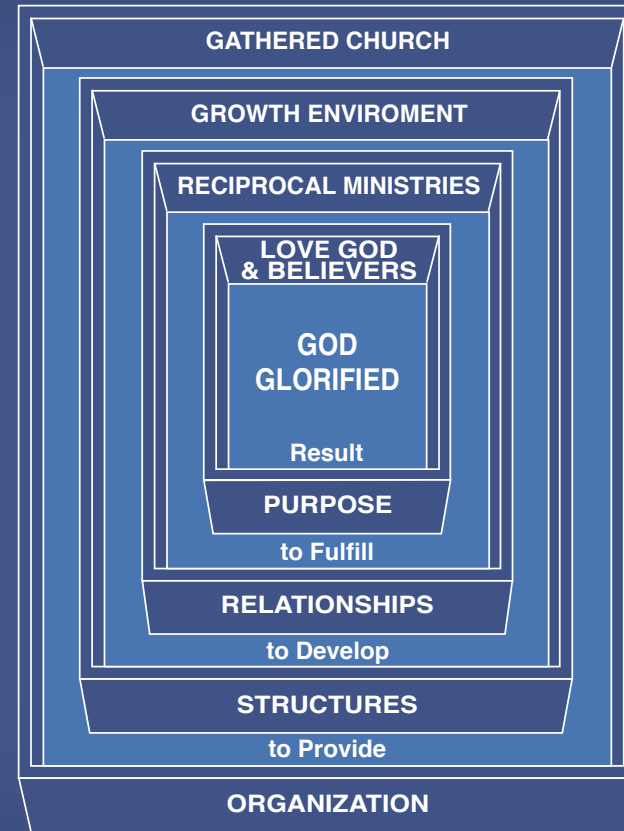 GATHERED CHURCH
GROWTH ENVIROMENT
RECIPROCAL MINISTRIES
LOVE GOD
& BELIEVERS
GOD
GLORIFIED
Result
PURPOSE
to Fulfill
RELATIONSHIPS
to Develop
STRUCTURES
to Provide
ORGANIZATION